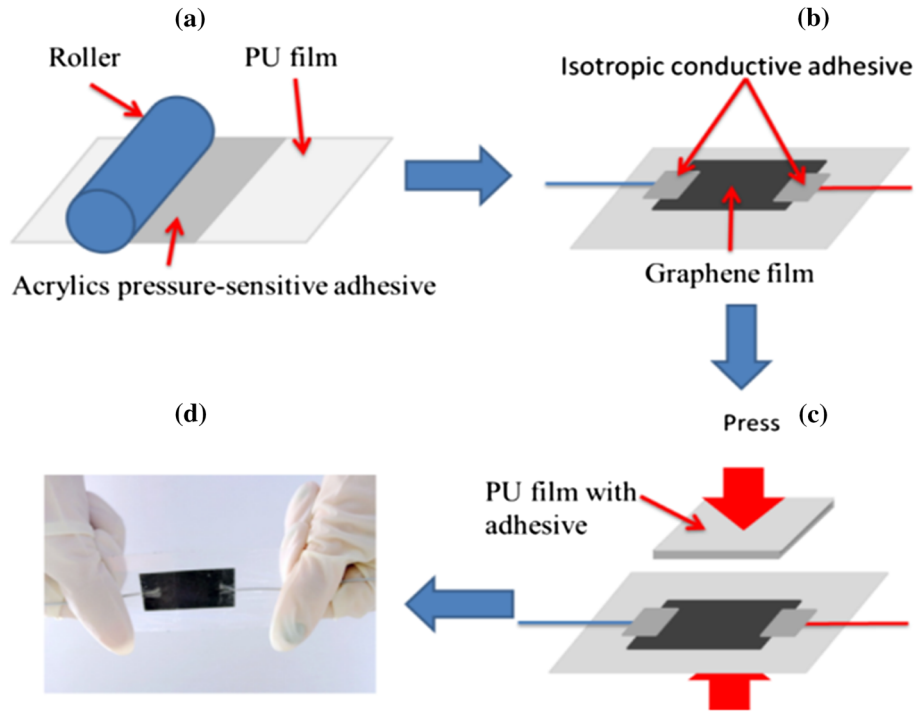 (a)
Roller
PU film
Acrylics pressure-sensitive adhesive
(b)
Isotropic conductive adhesive
Graphene film
Press
(c)
PU film with
adhesive
(d)